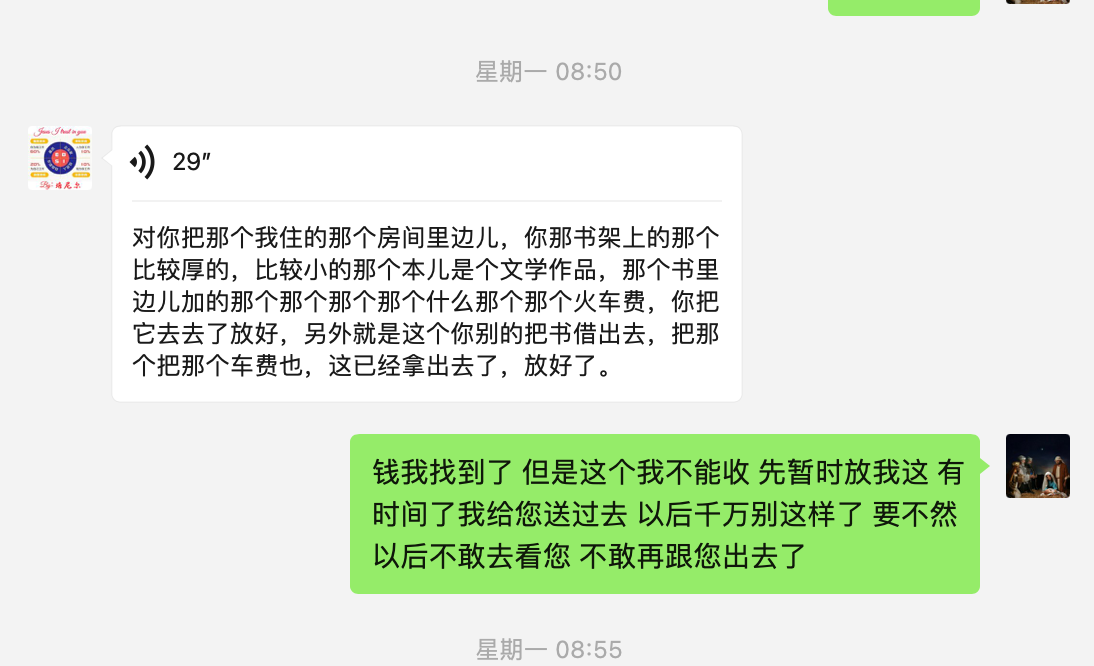 星期一 08:50
Jesus I trust in you
29"
对你把那个我住的那个房间里边儿，你那书架上的那个
比较厚的，比较小的那个本儿是个文学作品，那个书里
边儿加的那个那个那个那个什么那个那个火车费，你把
它去去了放好，另外就是这个你别的把书借出去，把那
个把那个车费也，这已经拿出去了，放好了。
钱我找到了 但是这个我不能收 先暂时放我这 有
时间了我给您送过去 以后千万别这样了 要不然
以后不敢去看您 不敢再跟您出去了
星期一 08:55